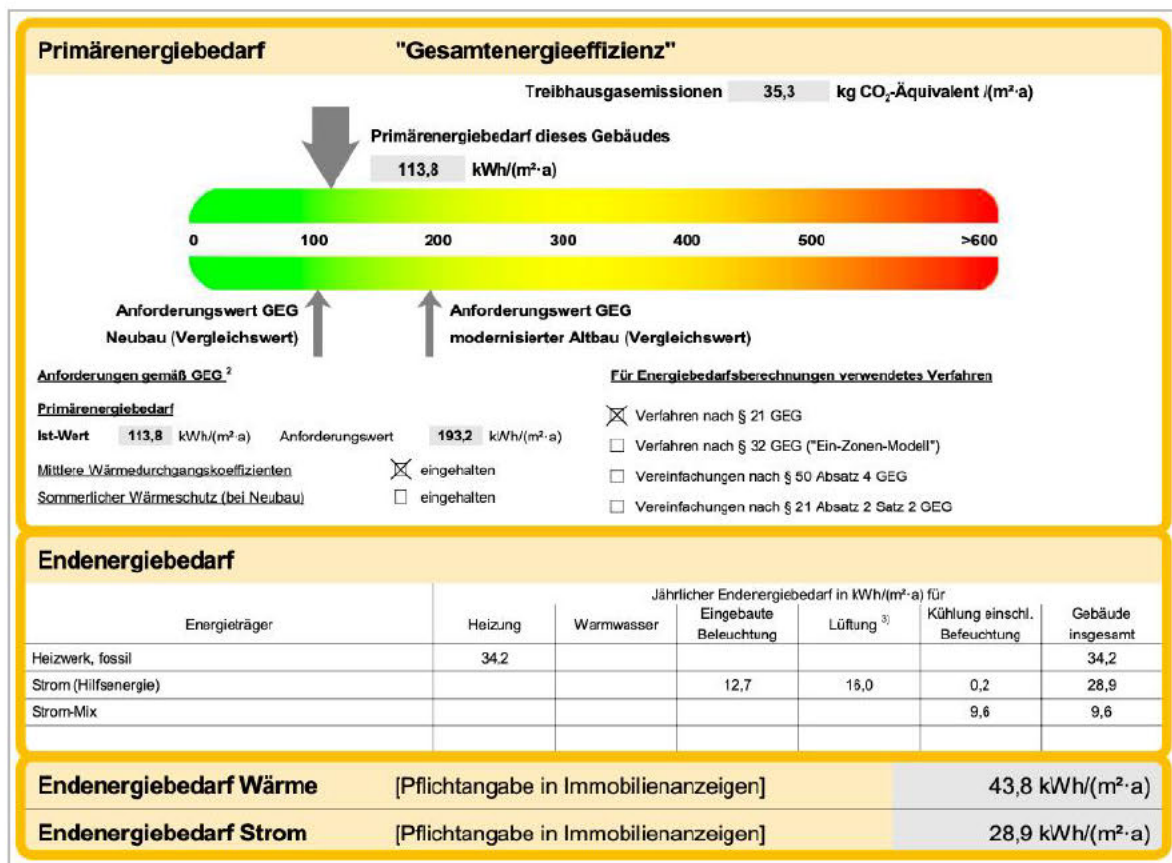 Primärenergiebedarf "Gesamtenergieeffizienz"
Treibhausgasemissionen 35,3 kg CO₂-Äquivalent /(m²·a)
Primärenergiebedarf dieses Gebäudes
113,8 kWh/(m²·a)
0 100 200 300 400 500 >600
Anforderungswert GEG
Neubau (Vergleichswert)
Anforderungswert GEG
modernisierter Altbau (Vergleichswert)
Anforderungen gemäß GEG ²
Primärenergiebedarf
Ist-Wert 113,8 kWh/(m²·a) Anforderungswert 193,2 kWh/(m²·a)
Mittlere Wärmedurchgangskoeffizienten ☒ eingehalten
Sommerlicher Wärmeschutz (bei Neubau) ☐ eingehalten
Für Energiebedarfsberechnungen verwendetes Verfahren
☒ Verfahren nach § 21 GEG
☐ Verfahren nach § 32 GEG ("Ein-Zonen-Modell")
☐ Vereinfachungen nach § 50 Absatz 4 GEG
☐ Vereinfachungen nach § 21 Absatz 2 Satz 2 GEG
Endenergiebedarf
Jährlicher Endenergiebedarf in kWh/(m²·a) für
Energieträger Heizung Warmwasser Eingebaute Beleuchtung Lüftung ³⁾ Kühlung einschl. Befeuchtung Gebäude insgesamt
Heizwerk, fossil 34,2 34,2
Strom (Hilfsenergie) 12,7 16,0 0,2 28,9
Strom-Mix 9,6 9,6
Endenergiebedarf Wärme [Pflichtangabe in Immobilienanzeigen] 43,8 kWh/(m²·a)
Endenergiebedarf Strom [Pflichtangabe in Immobilienanzeigen] 28,9 kWh/(m²·a)